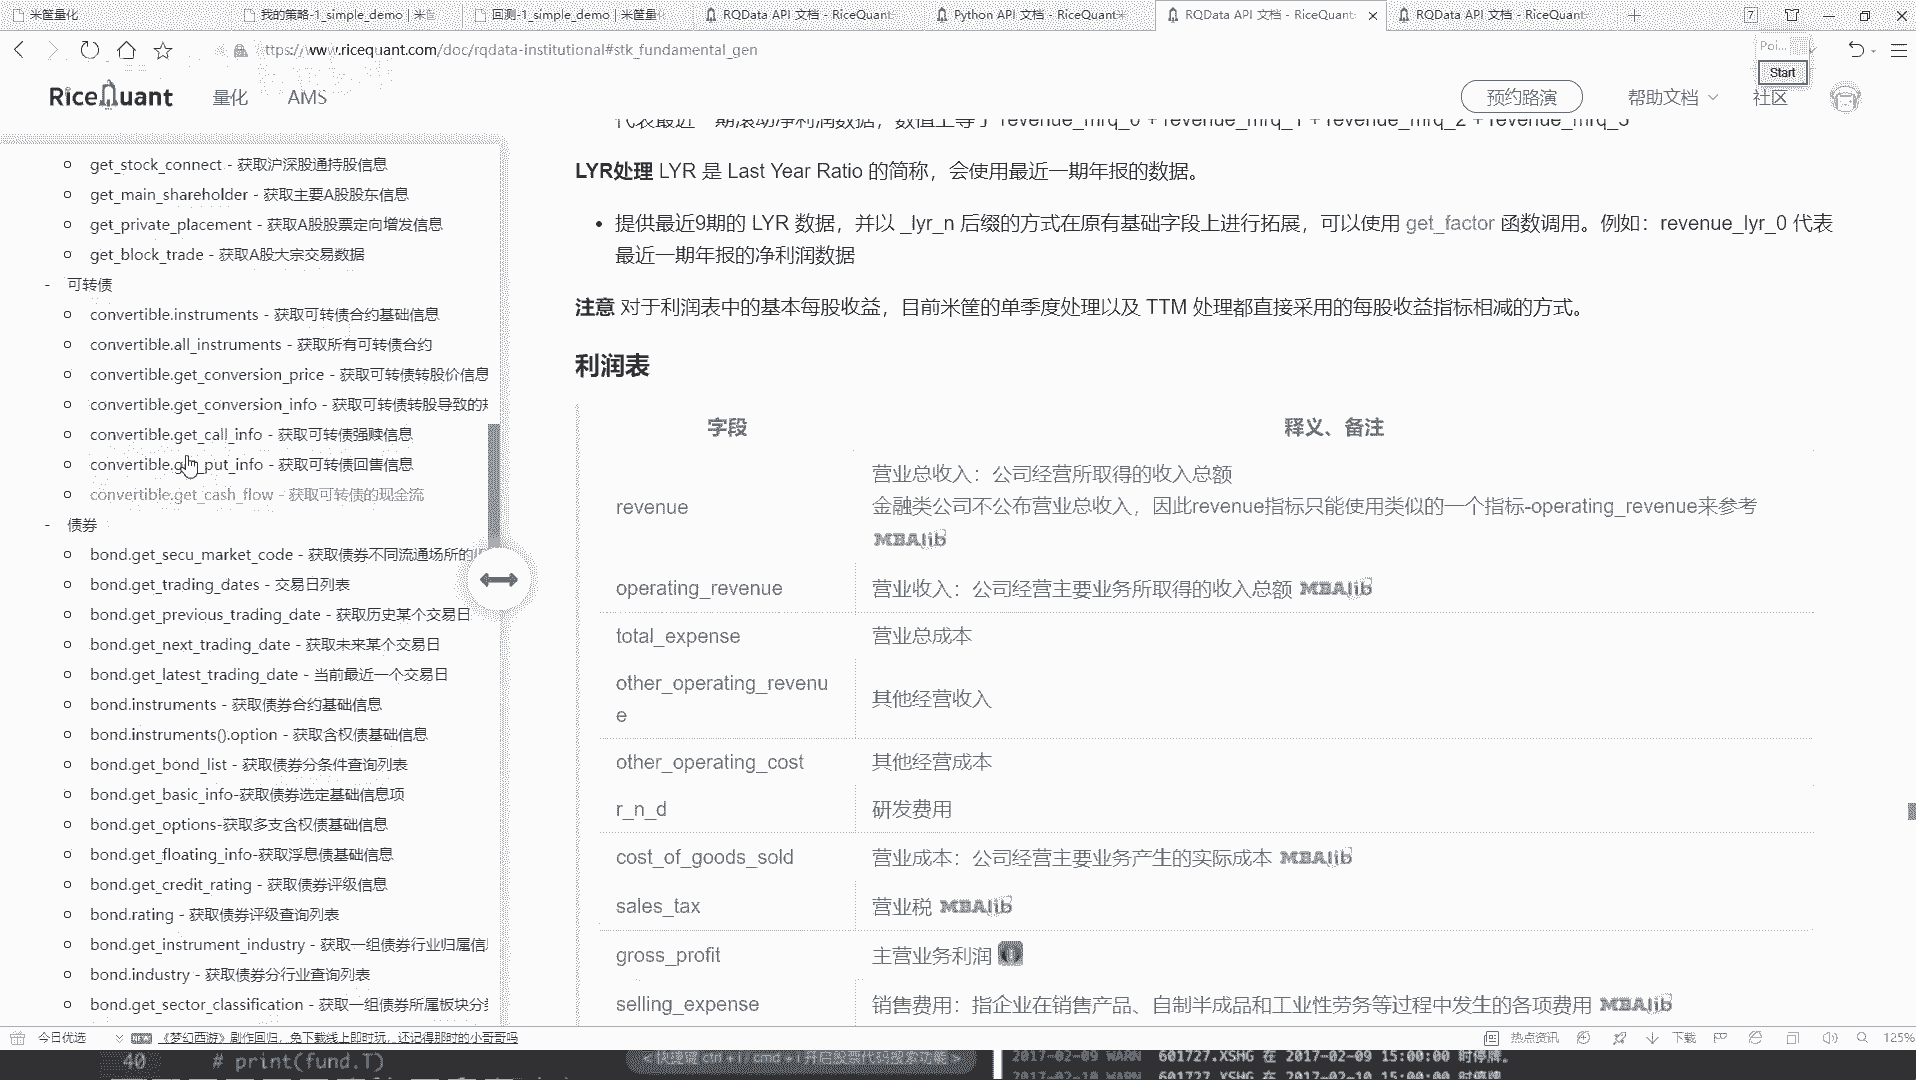 米筐量化
我的策略-1_simple_demo | 米筐
回测-1_simple_demo | 米筐量化
RQData API 文档 - RiceQuant
Python API 文档 - RiceQuant米
RQData API 文档 - RiceQuant
RQData API 文档 - RiceQuant
7
ttps://www.ricequant.com/doc/rqdata-institutional#stk_fundamental_gen
Poi...
Start
RiceQuant
量化
AMS
预约路演
帮助文档
社区
get_stock_connect - 获取沪深股通持股信息
get_main_shareholder - 获取主要A股股东信息
get_private_placement - 获取A股股票定向增发信息
get_block_trade - 获取A股大宗交易数据
- 可转债
convertible.instruments - 获取可转债合约基础信息
convertible.all_instruments - 获取所有可转债合约
convertible.get_conversion_price - 获取可转债转股价信息
convertible.get_conversion_info - 获取可转债转股导致的规
convertible.get_call_info - 获取可转债强赎信息
convertible.get_put_info - 获取可转债回售信息
convertible.get_cash_flow - 获取可转债的现金流
- 债券
bond.get_secu_market_code - 获取债券不同流通场所的
bond.get_trading_dates - 交易日列表
bond.get_previous_trading_date - 获取历史某个交易日
bond.get_next_trading_date - 获取未来某个交易日
bond.get_latest_trading_date - 当前最近一个交易日
bond.instruments - 获取债券合约基础信息
bond.instruments().option - 获取含权债基础信息
bond.get_bond_list - 获取债券分条件查询列表
bond.get_basic_info-获取债券选定基础信息项
bond.get_options-获取多支含权债基础信息
bond.get_floating_info-获取浮息债基础信息
bond.get_credit_rating - 获取债券评级信息
bond.rating - 获取债券评级查询列表
bond.get_instrument_industry - 获取一组债券行业归属信息
bond.industry - 获取债券分行业查询列表
bond.get_sector_classification - 获取一组债券所属板块分类
代表最近一期滚动净利润数据，数值上等于 revenue_mrq_0 + revenue_mrq_1 + revenue_mrq_2 + revenue_mrq_3
LYR处理 LYR 是 Last Year Ratio 的简称，会使用最近一期年报的数据。
• 提供最近9期的 LYR 数据，并以 _lyr_n 后缀的方式在原有基础字段上进行拓展，可以使用 get_factor 函数调用。例如：revenue_lyr_0 代表
最近一期年报的净利润数据
注意 对于利润表中的基本每股收益，目前米筐的单季度处理以及 TTM 处理都直接采用的每股收益指标相减的方式。
利润表
字段
释义、备注
revenue
营业总收入：公司经营所取得的收入总额
金融类公司不公布营业总收入，因此revenue指标只能使用类似的一个指标-operating_revenue来参考
MBAlib
operating_revenue
营业收入：公司经营主要业务所取得的收入总额 MBAlib
total_expense
营业总成本
other_operating_revenu
e
其他经营收入
other_operating_cost
其他经营成本
r_n_d
研发费用
cost_of_goods_sold
营业成本：公司经营主要业务产生的实际成本 MBAlib
sales_tax
营业税 MBAlib
gross_profit
主营业务利润
selling_expense
销售费用：指企业在销售产品、自制半成品和工业性劳务等过程中发生的各项费用 MBAlib
今日优选
《梦幻西游》剧作回归，免下载线上即时玩，还记得那时的小哥哥吗
热点资讯
下载
125%
40 # print(fund.T)
<快捷键 ctrl + i / cmd + i 开启股票代码搜索功能>
2017-02-09 WARN 601727.XSHG 在 2017-02-09 15:00:00 时停牌。
2017-02-10 WARN 601727.XSHG 在 2017-02-10 15:00:00 时停牌。